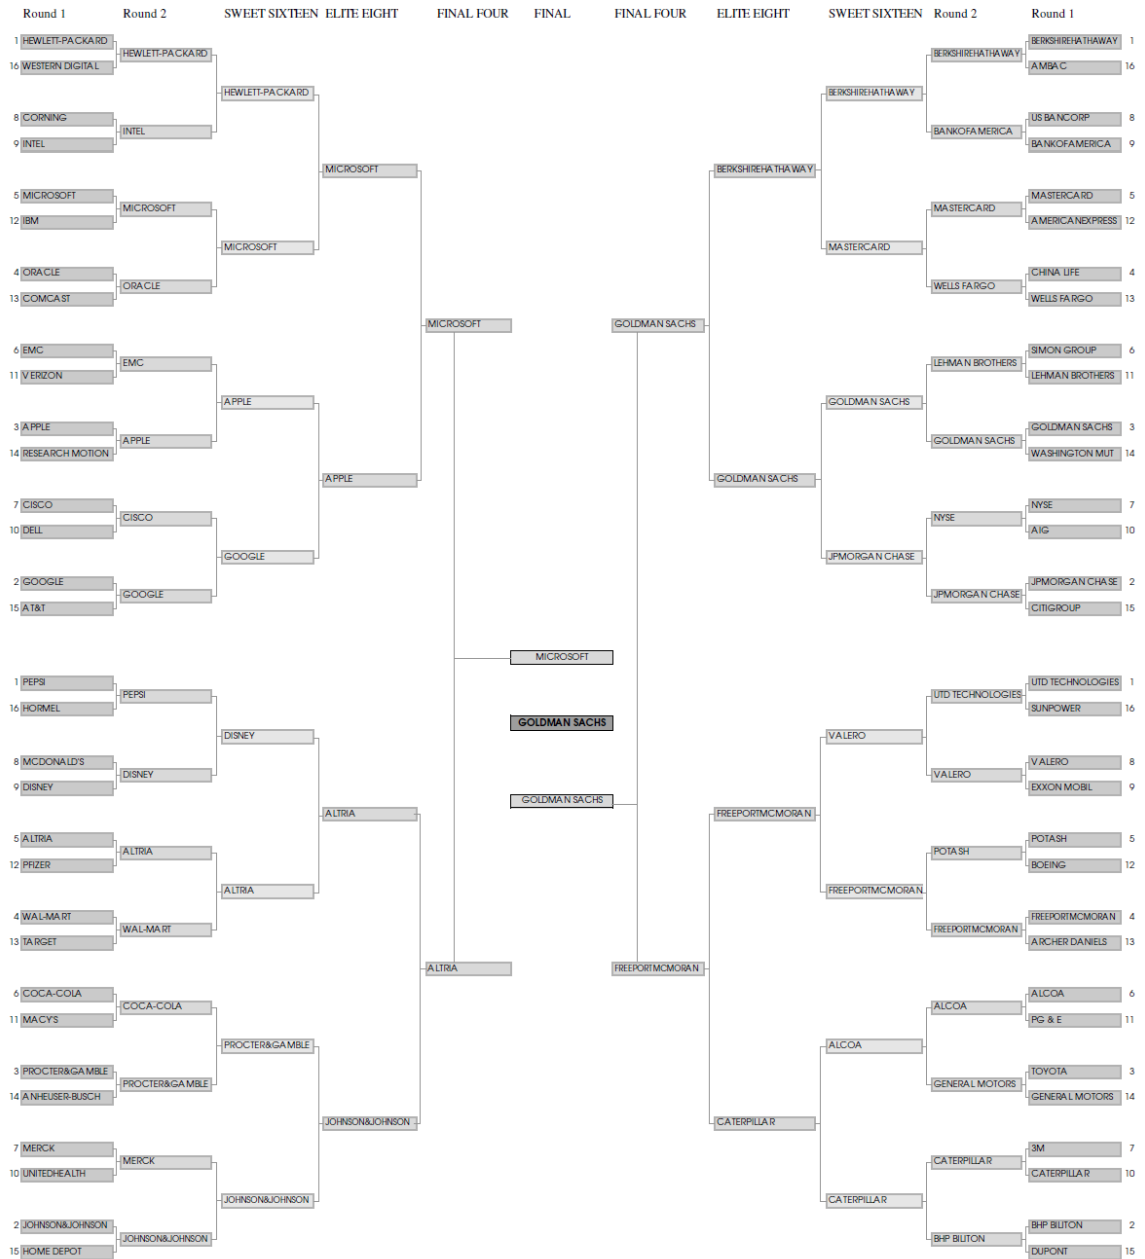 Round 1 Round 2 SWEET SIXTEEN ELITE EIGHT FINAL FOUR FINAL FINAL FOUR ELITE EIGHT SWEET SIXTEEN Round 2 Round 1
1 HEWLETT-PACKARD
16 WESTERN DIGITAL
8 CORNING
9 INTEL
5 MICROSOFT
12 IBM
4 ORACLE
13 COMCAST
6 EMC
11 VERIZON
3 APPLE
14 RESEARCH MOTION
7 CISCO
10 DELL
2 GOOGLE
15 AT&T
1 PEPSI
16 HORMEL
8 MCDONALD'S
9 DISNEY
5 ALTRIA
12 PFIZER
4 WAL-MART
13 TARGET
6 COCA-COLA
11 MACY'S
3 PROCTER&GAMBLE
14 ANHEUSER-BUSCH
7 MERCK
10 UNITEDHEALTH
2 JOHNSON&JOHNSON
15 HOME DEPOT
HEWLETT-PACKARD
INTEL
MICROSOFT
ORACLE
EMC
APPLE
CISCO
GOOGLE
PEPSI
DISNEY
ALTRIA
WAL-MART
COCA-COLA
PROCTER&GAMBLE
MERCK
JOHNSON&JOHNSON
HEWLETT-PACKARD
MICROSOFT
APPLE
GOOGLE
DISNEY
ALTRIA
PROCTER&GAMBLE
JOHNSON&JOHNSON
MICROSOFT
APPLE
ALTRIA
JOHNSON&JOHNSON
MICROSOFT
ALTRIA
MICROSOFT
GOLDMAN SACHS
GOLDMAN SACHS
GOLDMAN SACHS
FREEPORTMCMORAN
BERKSHIREHATHAWAY
GOLDMAN SACHS
FREEPORTMCMORAN
CATERPILLAR
BERKSHIREHATHAWAY
MASTERCARD
GOLDMAN SACHS
JPMORGAN CHASE
VALERO
FREEPORTMCMORAN
ALCOA
CATERPILLAR
BERKSHIREHATHAWAY
BANKOFAMERICA
MASTERCARD
WELLS FARGO
LEHMAN BROTHERS
GOLDMAN SACHS
NYSE
JPMORGAN CHASE
UTD TECHNOLOGIES
VALERO
POTASH
FREEPORTMCMORAN
ALCOA
GENERAL MOTORS
CATERPILLAR
BHP BILITON
BERKSHIREHATHAWAY 1
AMBAC 16
US BANCORP 8
BANKOFAMERICA 9
MASTERCARD 5
AMERICANEXPRESS 12
CHINA LIFE 4
WELLS FARGO 13
SIMON GROUP 6
LEHMAN BROTHERS 11
GOLDMAN SACHS 3
WASHINGTON MUT 14
NYSE 7
AIG 10
JPMORGAN CHASE 2
CITIGROUP 15
UTD TECHNOLOGIES 1
SUNPOWER 16
VALERO 8
EXXON MOBIL 9
POTASH 5
BOEING 12
FREEPORTMCMORAN 4
ARCHER DANIELS 13
ALCOA 6
PG & E 11
TOYOTA 3
GENERAL MOTORS 14
3M 7
CATERPILLAR 10
BHP BILITON 2
DUPONT 15